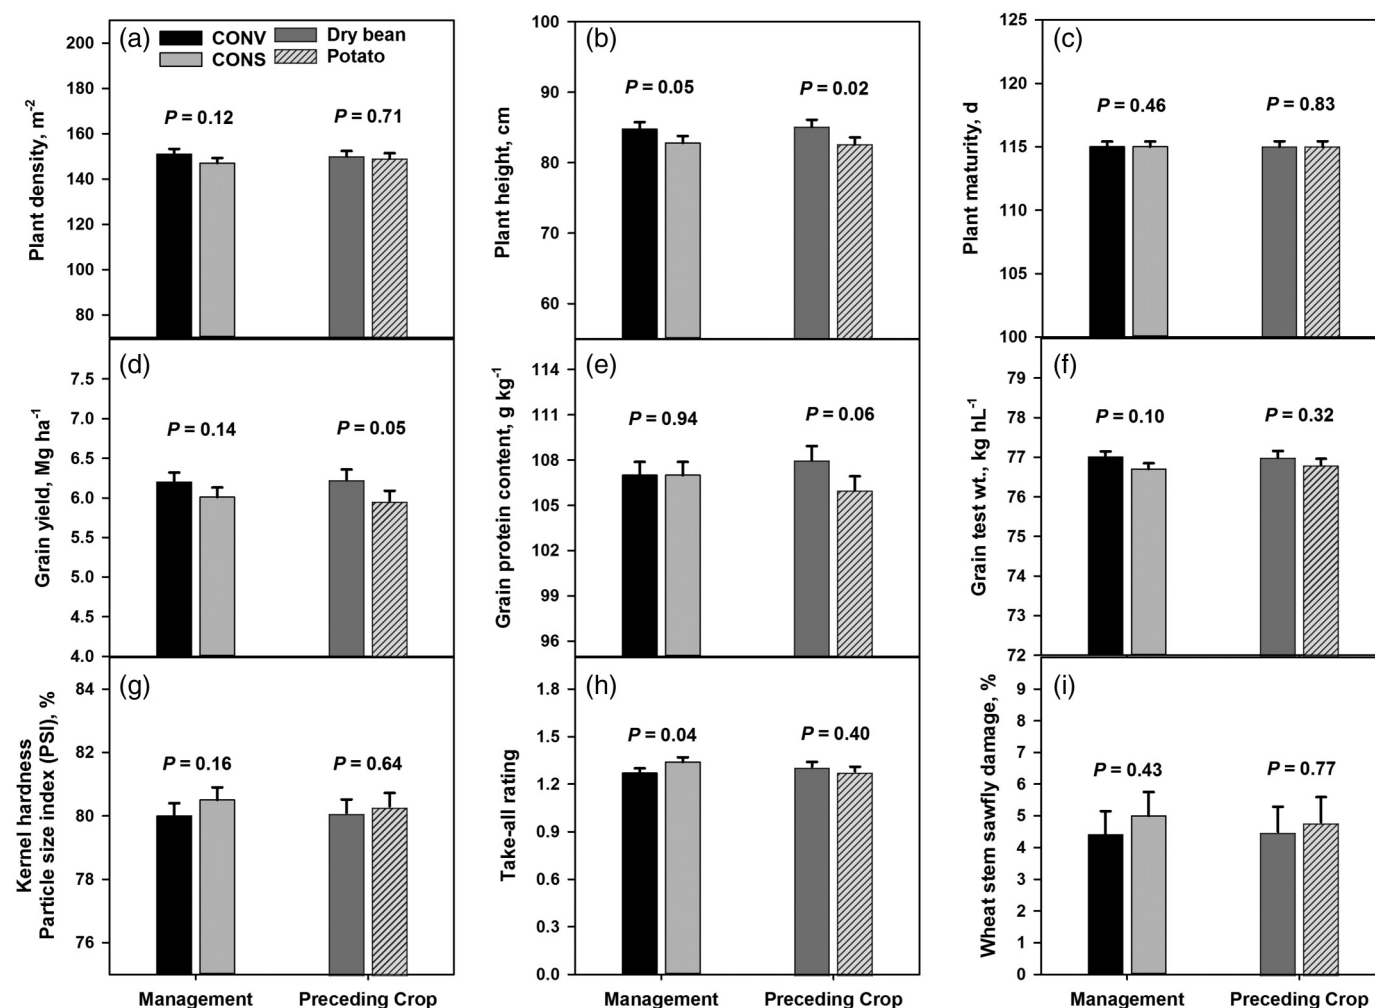 (a)
CONV
CONS
Dry bean
Potato
P = 0.12
P = 0.71
200
180
160
140
120
100
80
Plant density, m⁻²
(b)
P = 0.05
P = 0.02
100
90
80
70
60
Plant height, cm
(c)
P = 0.46
P = 0.83
125
120
115
110
105
100
Plant maturity, d
(d)
P = 0.14
P = 0.05
7.5
7.0
6.5
6.0
5.5
5.0
4.5
4.0
Grain yield, Mg ha⁻¹
(e)
P = 0.94
P = 0.06
114
111
108
105
102
99
96
Grain protein content, g kg⁻¹
(f)
P = 0.10
P = 0.32
79
78
77
76
75
74
73
72
Grain test wt., kg hL⁻¹
(g)
P = 0.16
P = 0.64
84
82
80
78
76
Kernel hardness
Particle size index (PSI), %
Management
Preceding Crop
(h)
P = 0.04
P = 0.40
1.8
1.5
1.2
0.9
0.6
0.3
0.0
Take-all rating
Management
Preceding Crop
(i)
P = 0.43
P = 0.77
9
8
7
6
5
4
3
2
1
0
Wheat stem sawfly damage, %
Management
Preceding Crop